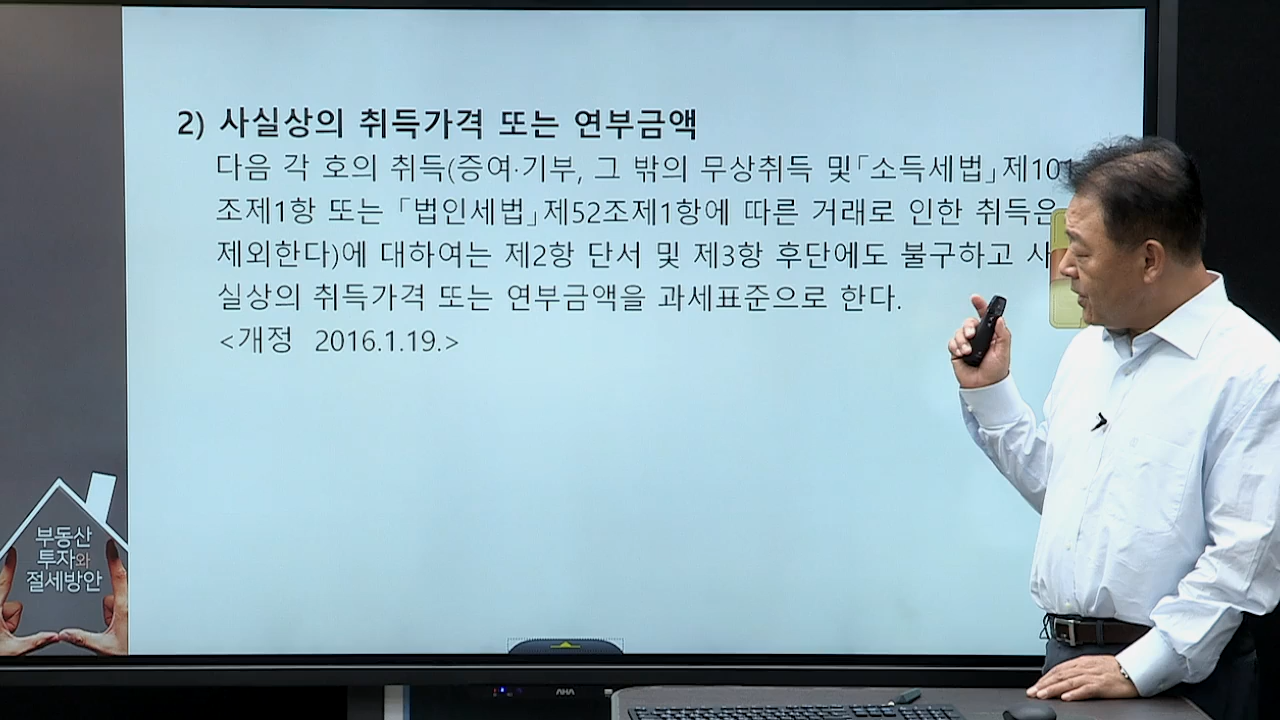 2) 사실상의 취득가격 또는 연부금액
다음 각 호의 취득(증여·기부, 그 밖의 무상취득 및 「소득세법」제101
조제1항 또는 「법인세법」제52조제1항에 따른 거래로 인한 취득은
제외한다)에 대하여는 제2항 단서 및 제3항 후단에도 불구하고 사
실상의 취득가격 또는 연부금액을 과세표준으로 한다.
<개정 2016.1.19.>
부동산
투자와
절세방안
AHA